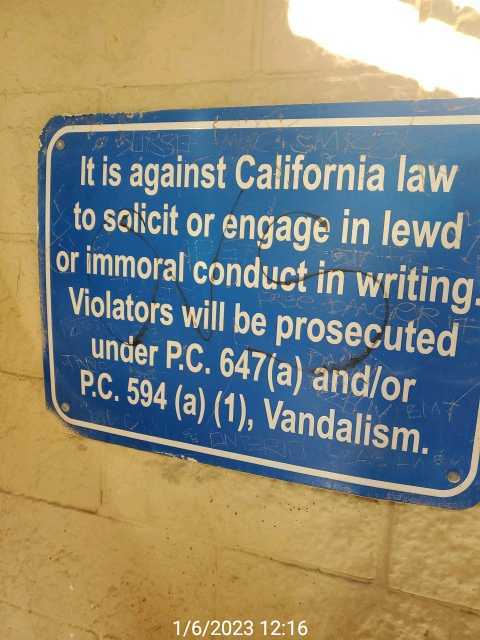 It is against California law
to solicit or engage in lewd
or immoral conduct in writing.
Violators will be prosecuted
under P.C. 647(a) and/or
P.C. 594 (a) (1), Vandalism.
1/6/2023 12:16